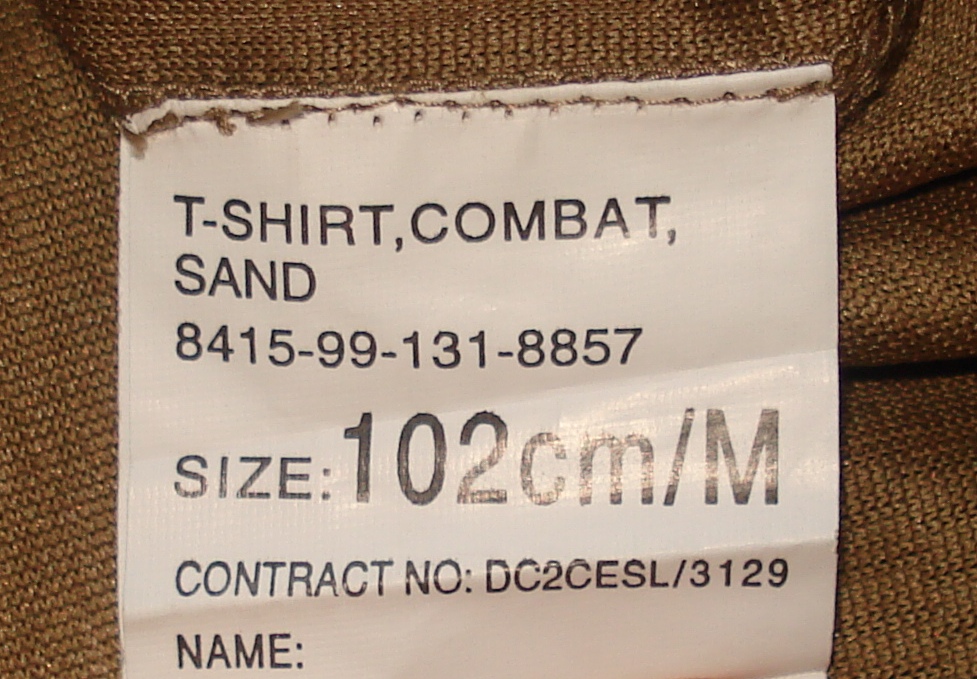 T-SHIRT,COMBAT,
SAND
8415-99-131-8857
SIZE:102cm/M
CONTRACT NO: DC2CESL/3129
NAME: